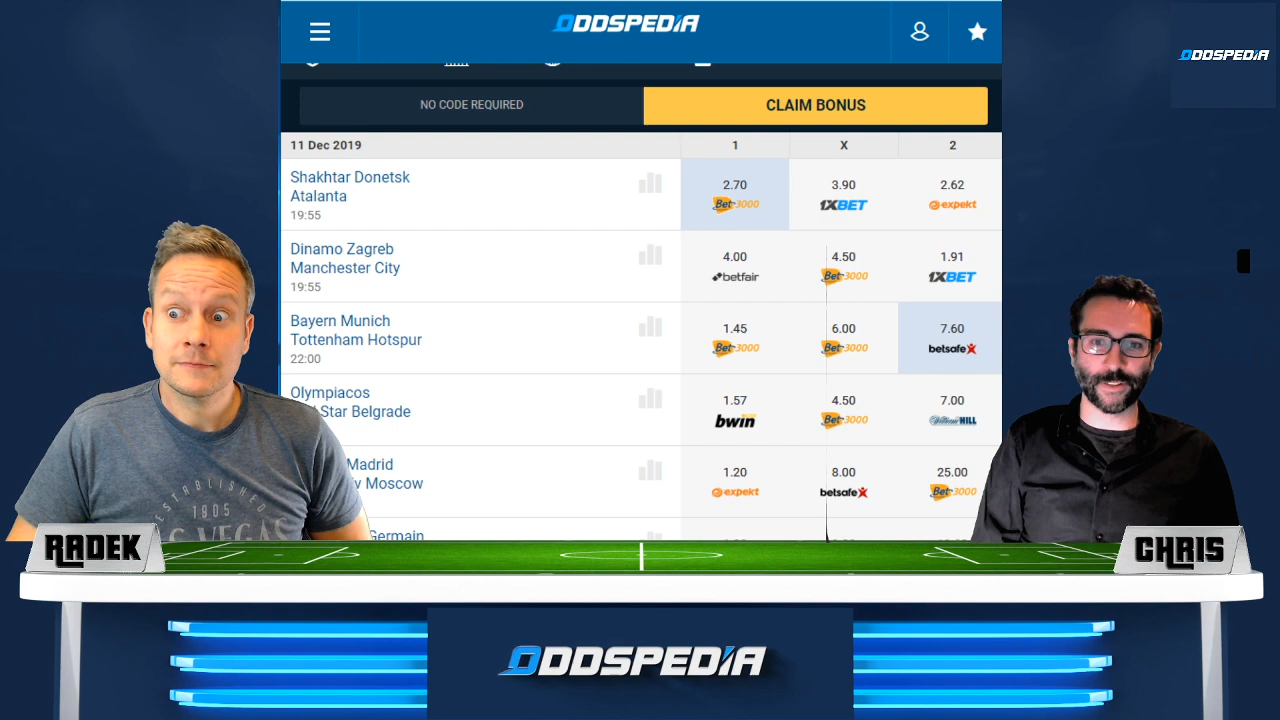 ODDSPEDIA
ODDSPEDIA
NO CODE REQUIRED
CLAIM BONUS
11 Dec 2019
1
X
2
Shakhtar Donetsk
Atalanta
19:55
2.70
Bet3000
3.90
1XBET
2.62
expekt
Dinamo Zagreb
Manchester City
19:55
4.00
betfair
4.50
Bet3000
1.91
1XBET
Bayern Munich
Tottenham Hotspur
22:00
1.45
Bet3000
6.00
Bet3000
7.60
betsafe
Olympiacos
Star Belgrade
1.57
bwin
4.50
Bet3000
7.00
William HILL
Madrid
Moscow
1.20
expekt
8.00
betsafe
25.00
Bet3000
Germain
ESTABLISHED
1805
VEGAS
RADEK
CHRIS
ODDSPEDIA